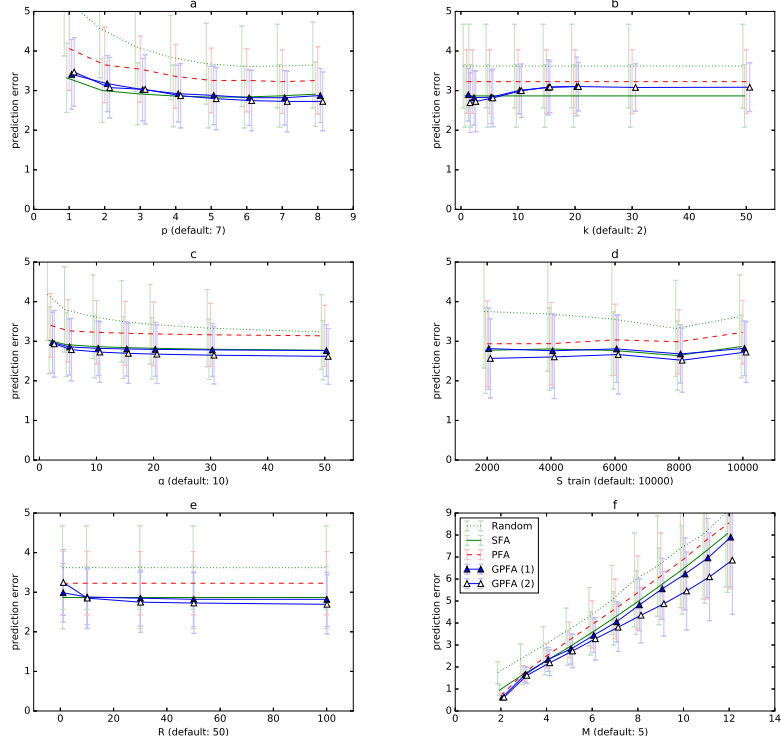 a
prediction error
5
4
3
2
1
0
0 1 2 3 4 5 6 7 8 9
p (default: 7)
b
prediction error
5
4
3
2
1
0
0 10 20 30 40 50
k (default: 2)
c
prediction error
5
4
3
2
1
0
0 10 20 30 40 50
q (default: 10)
d
prediction error
5
4
3
2
1
0
2000 4000 6000 8000 10000
S_train (default: 10000)
e
prediction error
5
4
3
2
1
0
0 20 40 60 80 100
R (default: 50)
f
prediction error
9
8
7
6
5
4
3
2
1
0
Random
SFA
PFA
GPFA (1)
GPFA (2)
0 2 4 6 8 10 12 14
M (default: 5)